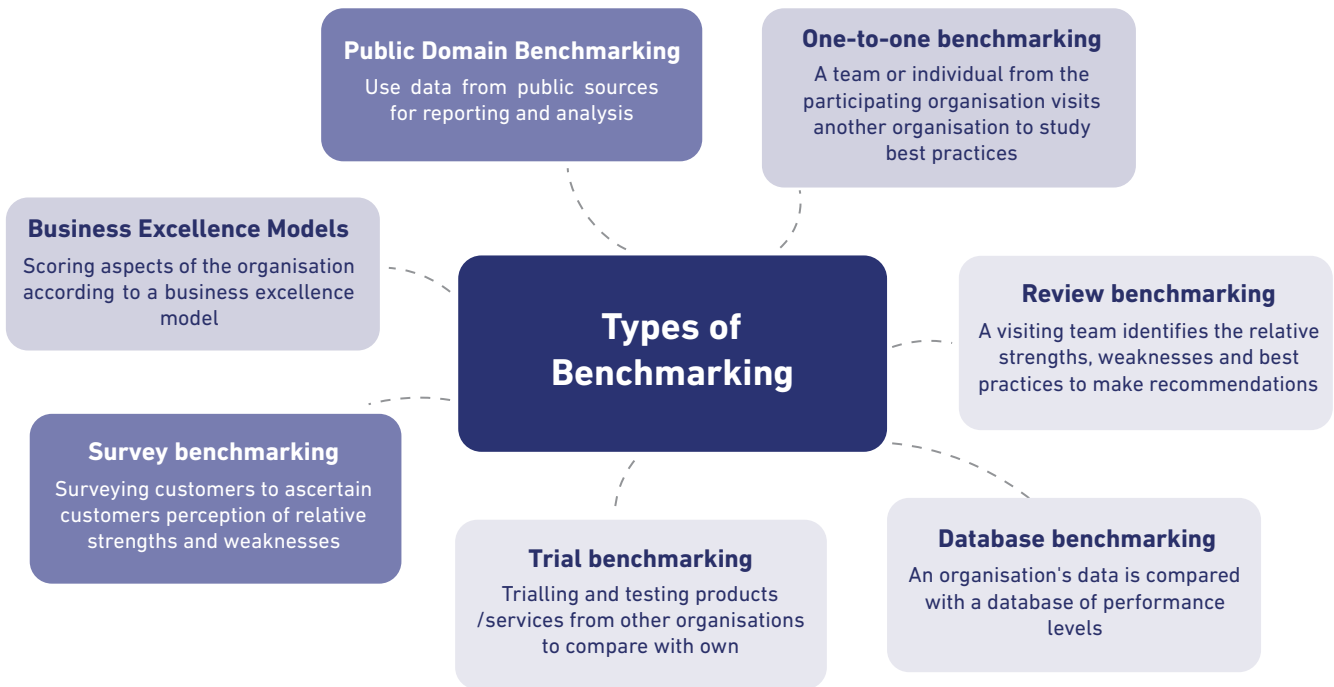 Public Domain Benchmarking
Use data from public sources
for reporting and analysis
One-to-one benchmarking
A team or individual from the
participating organisation visits
another organisation to study
best practices
Business Excellence Models
Scoring aspects of the organisation
according to a business excellence
model
Types of
Benchmarking
Review benchmarking
A visiting team identifies the relative
strengths, weaknesses and best
practices to make recommendations
Survey benchmarking
Surveying customers to ascertain
customers perception of relative
strengths and weaknesses
Trial benchmarking
Trialling and testing products
/services from other organisations
to compare with own
Database benchmarking
An organisation's data is compared
with a database of performance
levels